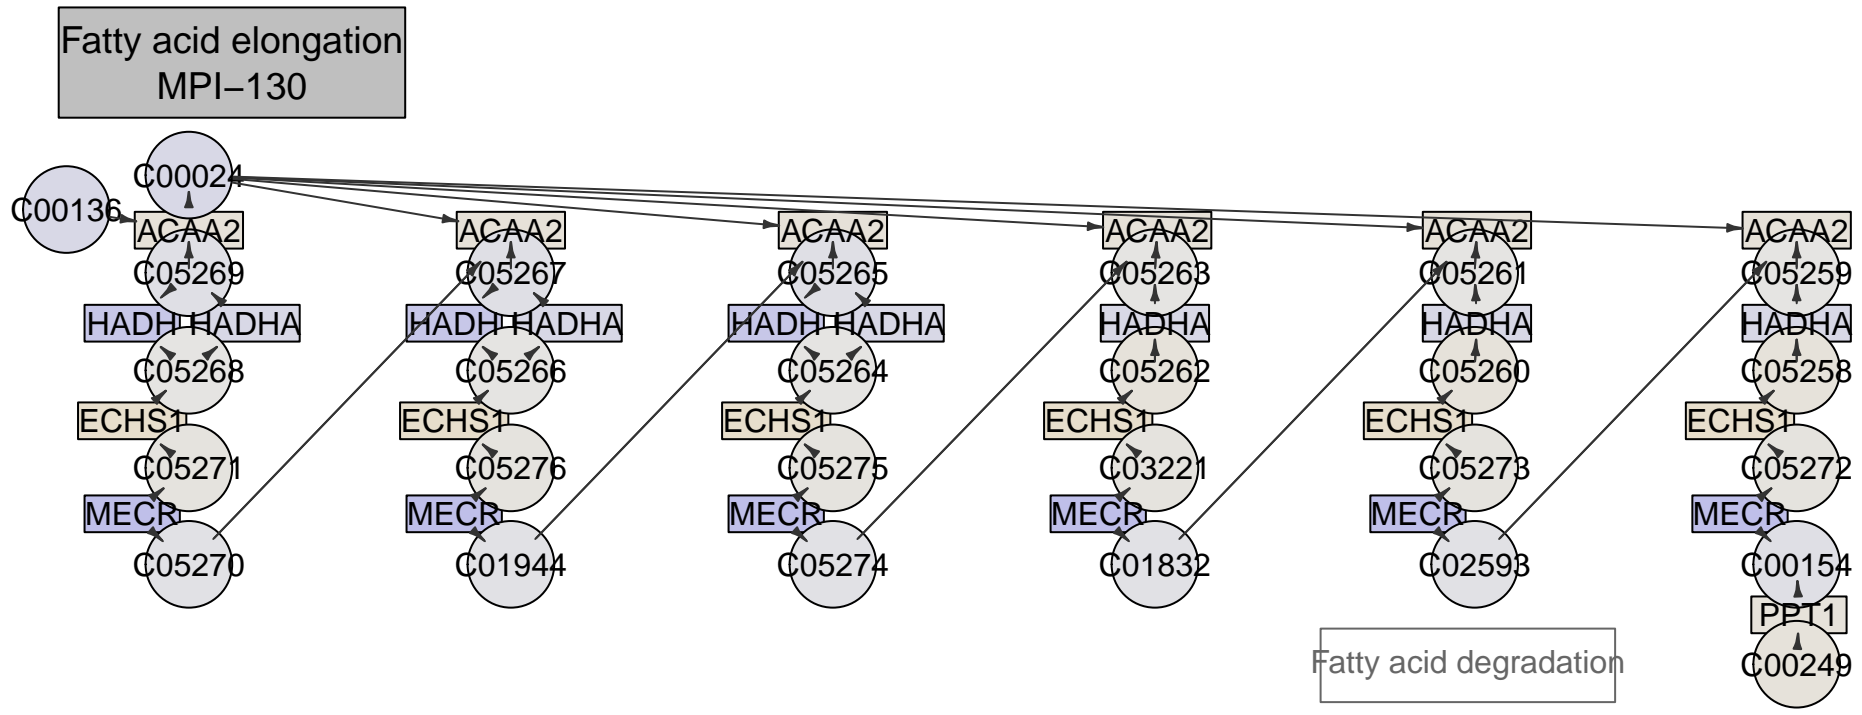 Fatty acid elongation
MPI−130
C00024
C00136
ACAA2 ACAA2 ACAA2 ACAA2 ACAA2 ACAA2
C05269 C05267 C05265 C05263 C05261 C05259
HADH HADHA HADH HADHA HADH HADHA HADHA HADHA HADHA
C05268 C05266 C05264 C05262 C05260 C05258
ECHS1 ECHS1 ECHS1 ECHS1 ECHS1 ECHS1
C05271 C05276 C05275 C03221 C05273 C05272
MECR MECR MECR MECR MECR MECR
C05270 C01944 C05274 C01832 C02593 C00154
PPT1
Fatty acid degradation C00249